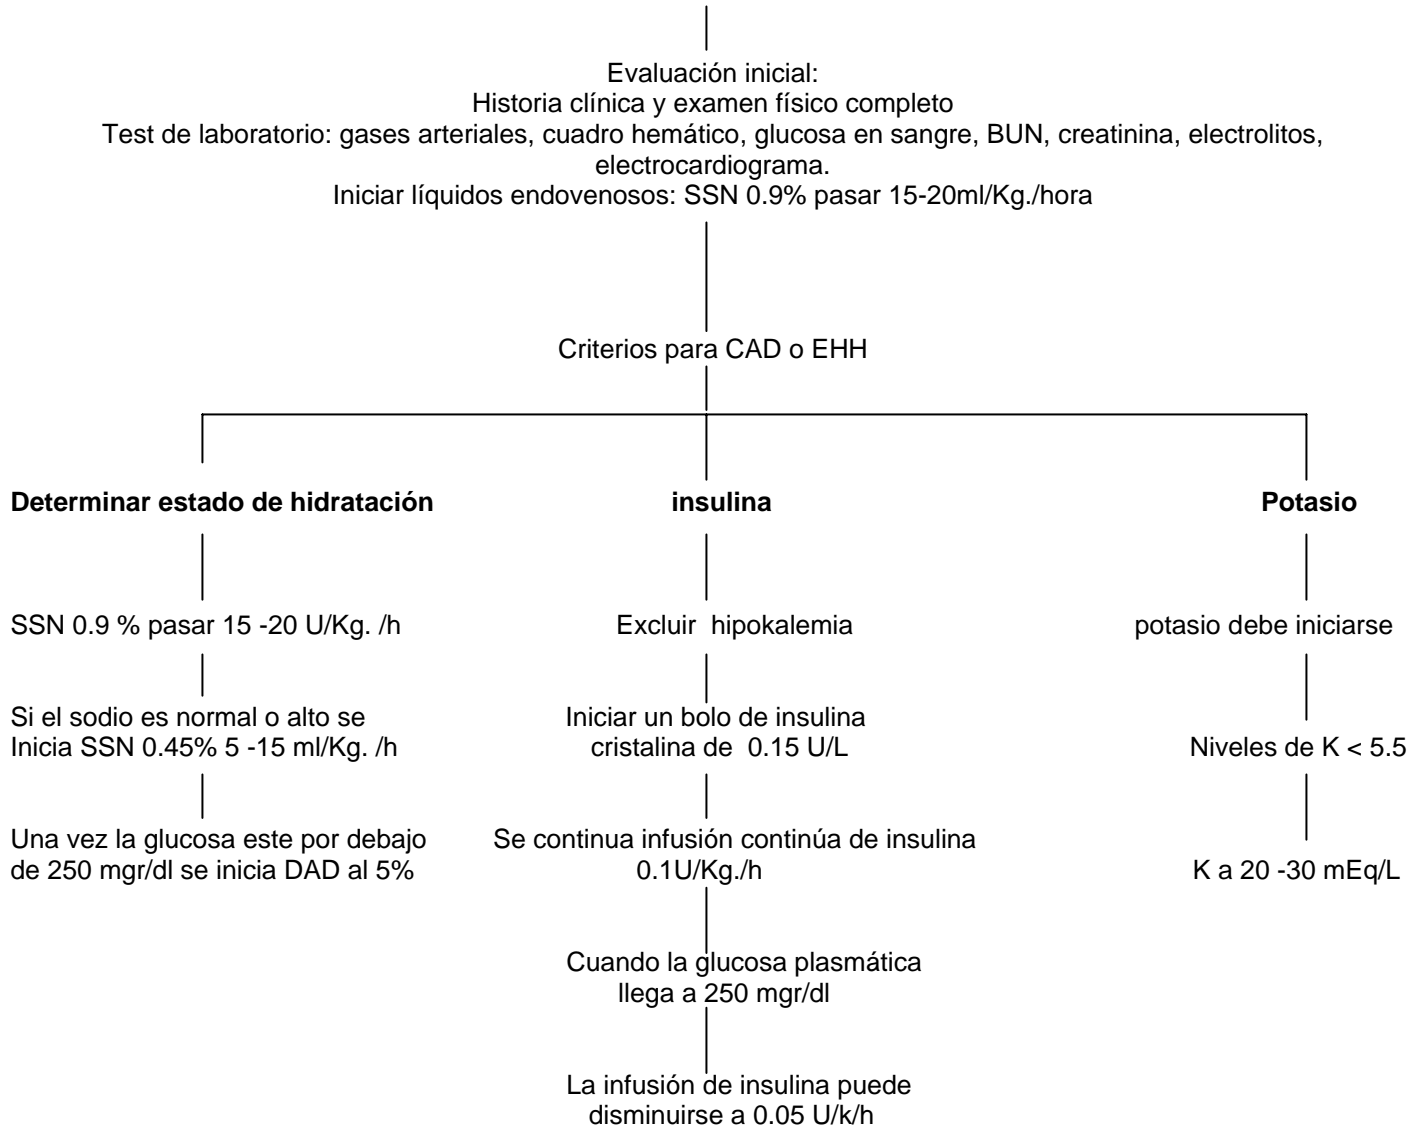 Evaluación inicial:
Historia clínica y examen físico completo
Test de laboratorio: gases arteriales, cuadro hemático, glucosa en sangre, BUN, creatinina, electrolitos,
electrocardiograma.
Iniciar líquidos endovenosos: SSN 0.9% pasar 15-20ml/Kg./hora
Criterios para CAD o EHH
Determinar estado de hidratación
SSN 0.9 % pasar 15 -20 U/Kg. /h
Si el sodio es normal o alto se
Inicia SSN 0.45% 5 -15 ml/Kg. /h
Una vez la glucosa este por debajo
de 250 mgr/dl se inicia DAD al 5%
insulina
Excluir hipokalemia
Iniciar un bolo de insulina
cristalina de 0.15 U/L
Se continua infusión continúa de insulina
0.1U/Kg./h
Cuando la glucosa plasmática
llega a 250 mgr/dl
La infusión de insulina puede
disminuirse a 0.05 U/k/h
Potasio
potasio debe iniciarse
Niveles de K < 5.5
K a 20 -30 mEq/L